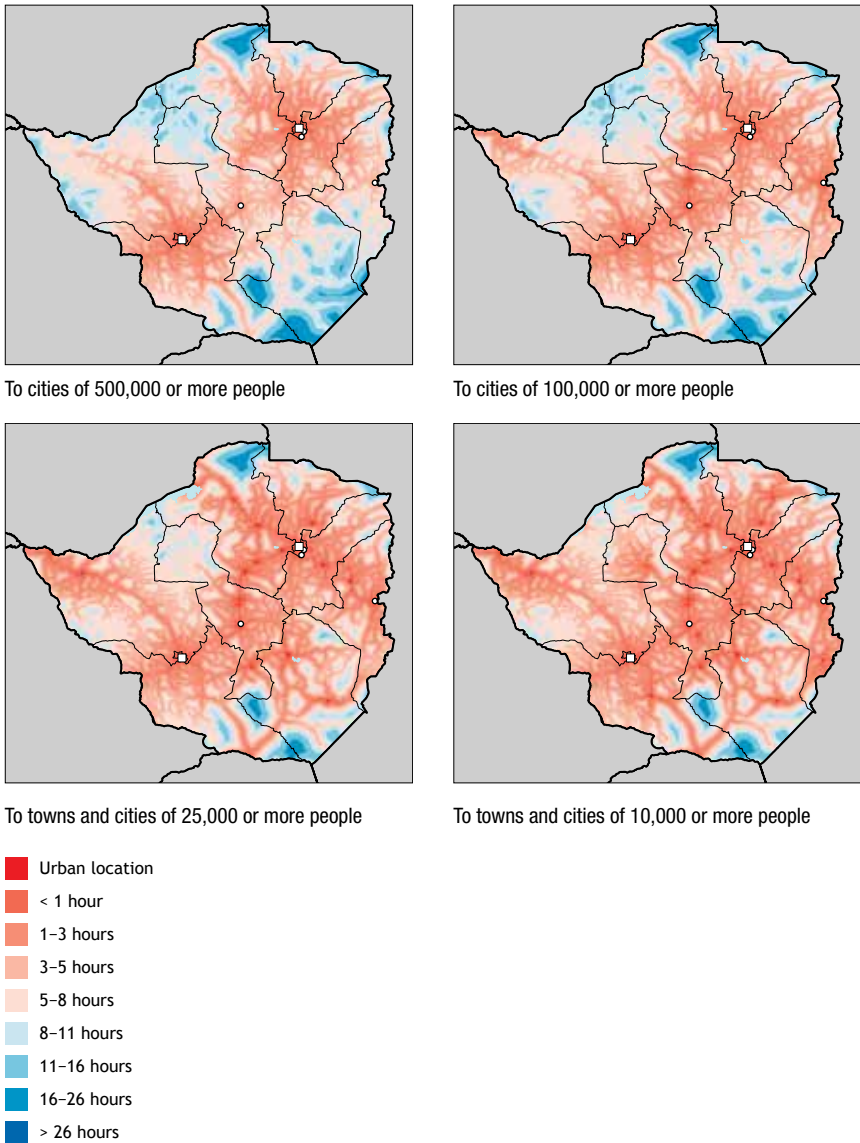 To cities of 500,000 or more people
To cities of 100,000 or more people
To towns and cities of 25,000 or more people
To towns and cities of 10,000 or more people
Urban location
< 1 hour
1–3 hours
3–5 hours
5–8 hours
8–11 hours
11–16 hours
16–26 hours
> 26 hours